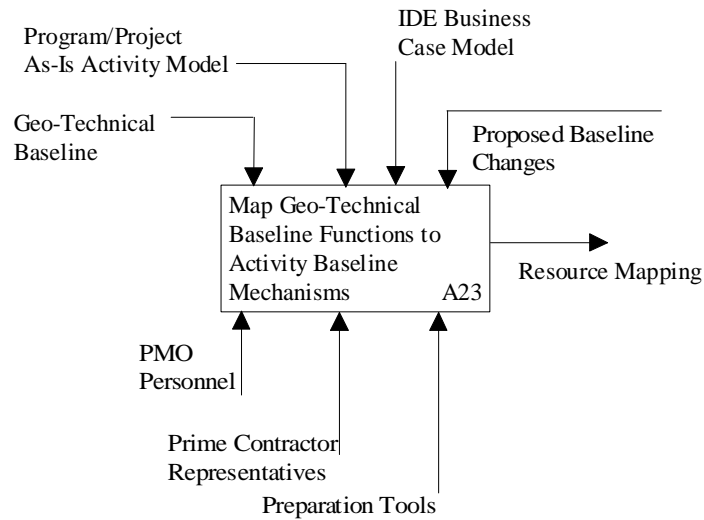 IDE Business
Case Model
Program/Project
As-Is Activity Model
Geo-Technical
Baseline
Proposed Baseline
Changes
Map Geo-Technical
Baseline Functions to
Activity Baseline
Mechanisms A23
Resource Mapping
PMO
Personnel
Prime Contractor
Representatives
Preparation Tools